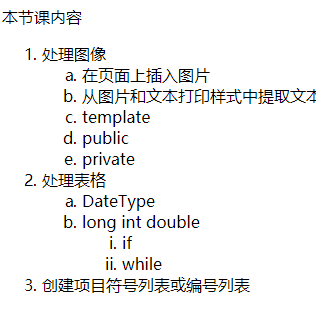 本节课内容
1. 处理图像
a. 在页面上插入图片
b. 从图片和文本打印样式中提取文本
c. template
d. public
e. private
2. 处理表格
a. DateType
b. long int double
i. if
ii. while
3. 创建项目符号列表或编号列表